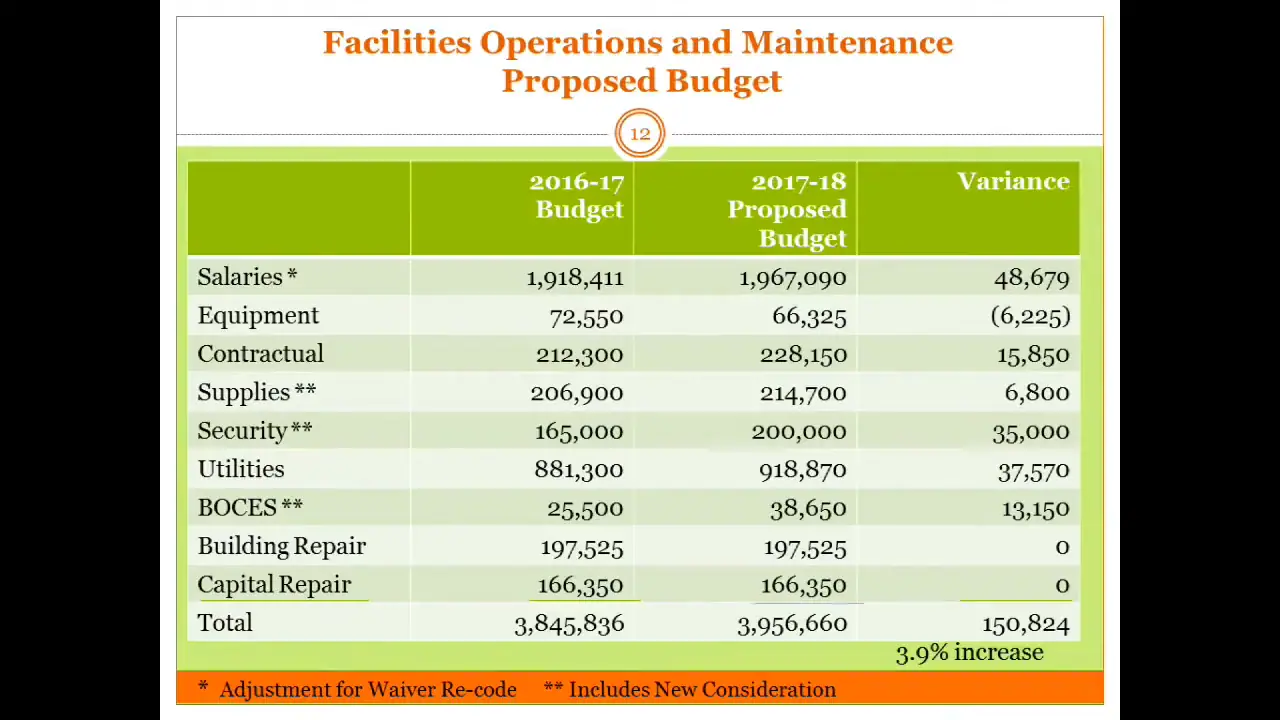 Facilities Operations and Maintenance
Proposed Budget
12
2016-17 Budget 2017-18 Proposed Budget Variance
Salaries * 1,918,411 1,967,090 48,679
Equipment 72,550 66,325 (6,225)
Contractual 212,300 228,150 15,850
Supplies ** 206,900 214,700 6,800
Security ** 165,000 200,000 35,000
Utilities 881,300 918,870 37,570
BOCES ** 25,500 38,650 13,150
Building Repair 197,525 197,525 0
Capital Repair 166,350 166,350 0
Total 3,845,836 3,956,660 150,824
3.9% increase
* Adjustment for Waiver Re-code ** Includes New Consideration